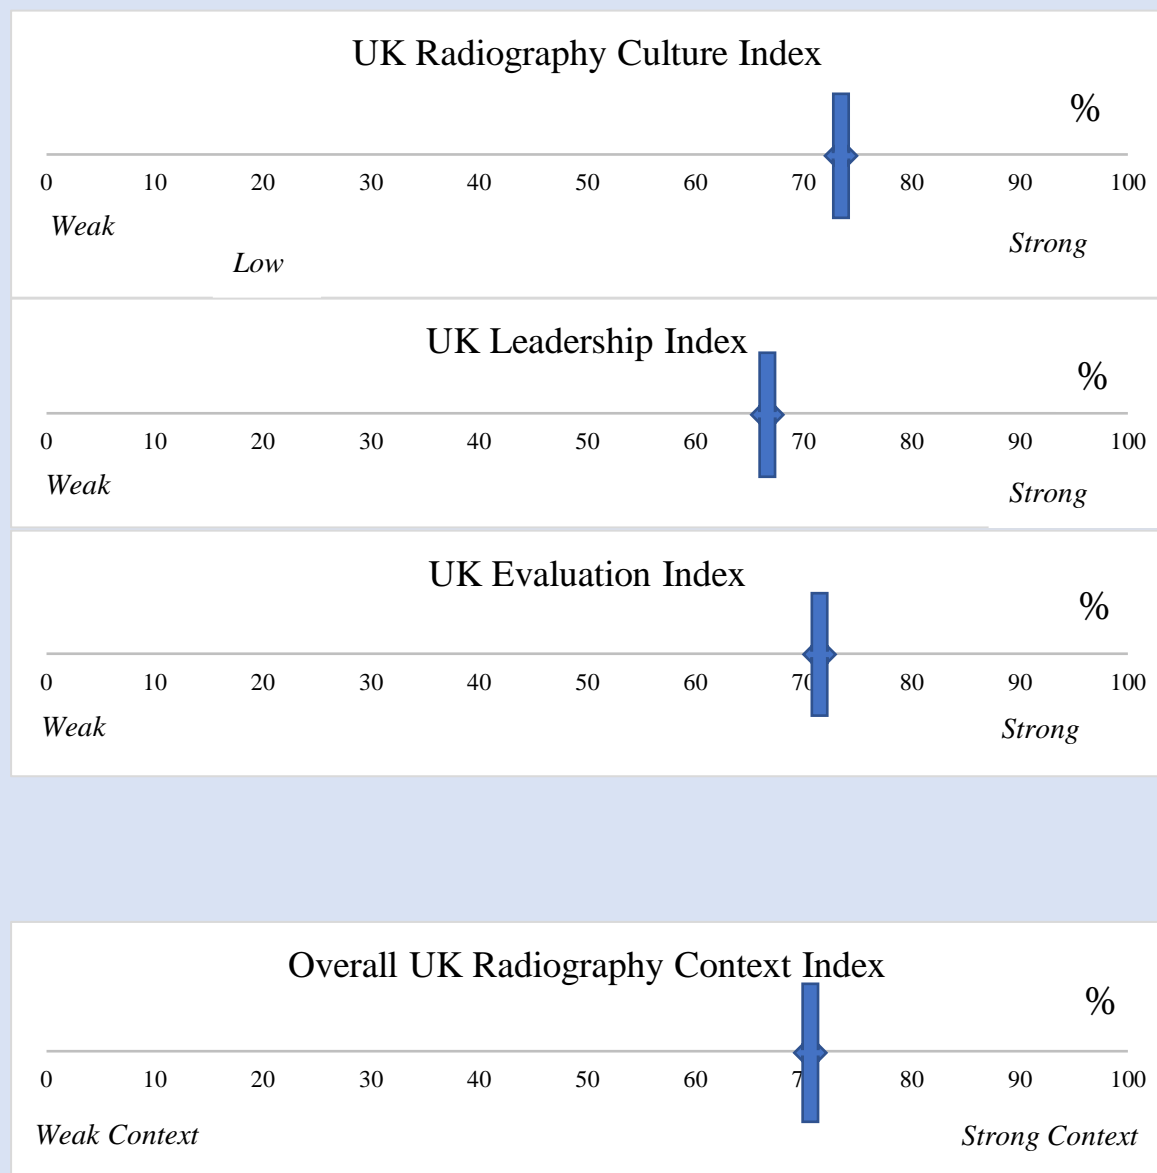 UK Radiography Culture Index
%
0 10 20 30 40 50 60 70 80 90 100
Weak
Strong
Low
UK Leadership Index
%
0 10 20 30 40 50 60 70 80 90 100
Weak
Strong
UK Evaluation Index
%
0 10 20 30 40 50 60 70 80 90 100
Weak
Strong
Overall UK Radiography Context Index
%
0 10 20 30 40 50 60 7 80 90 100
Weak Context
Strong Context